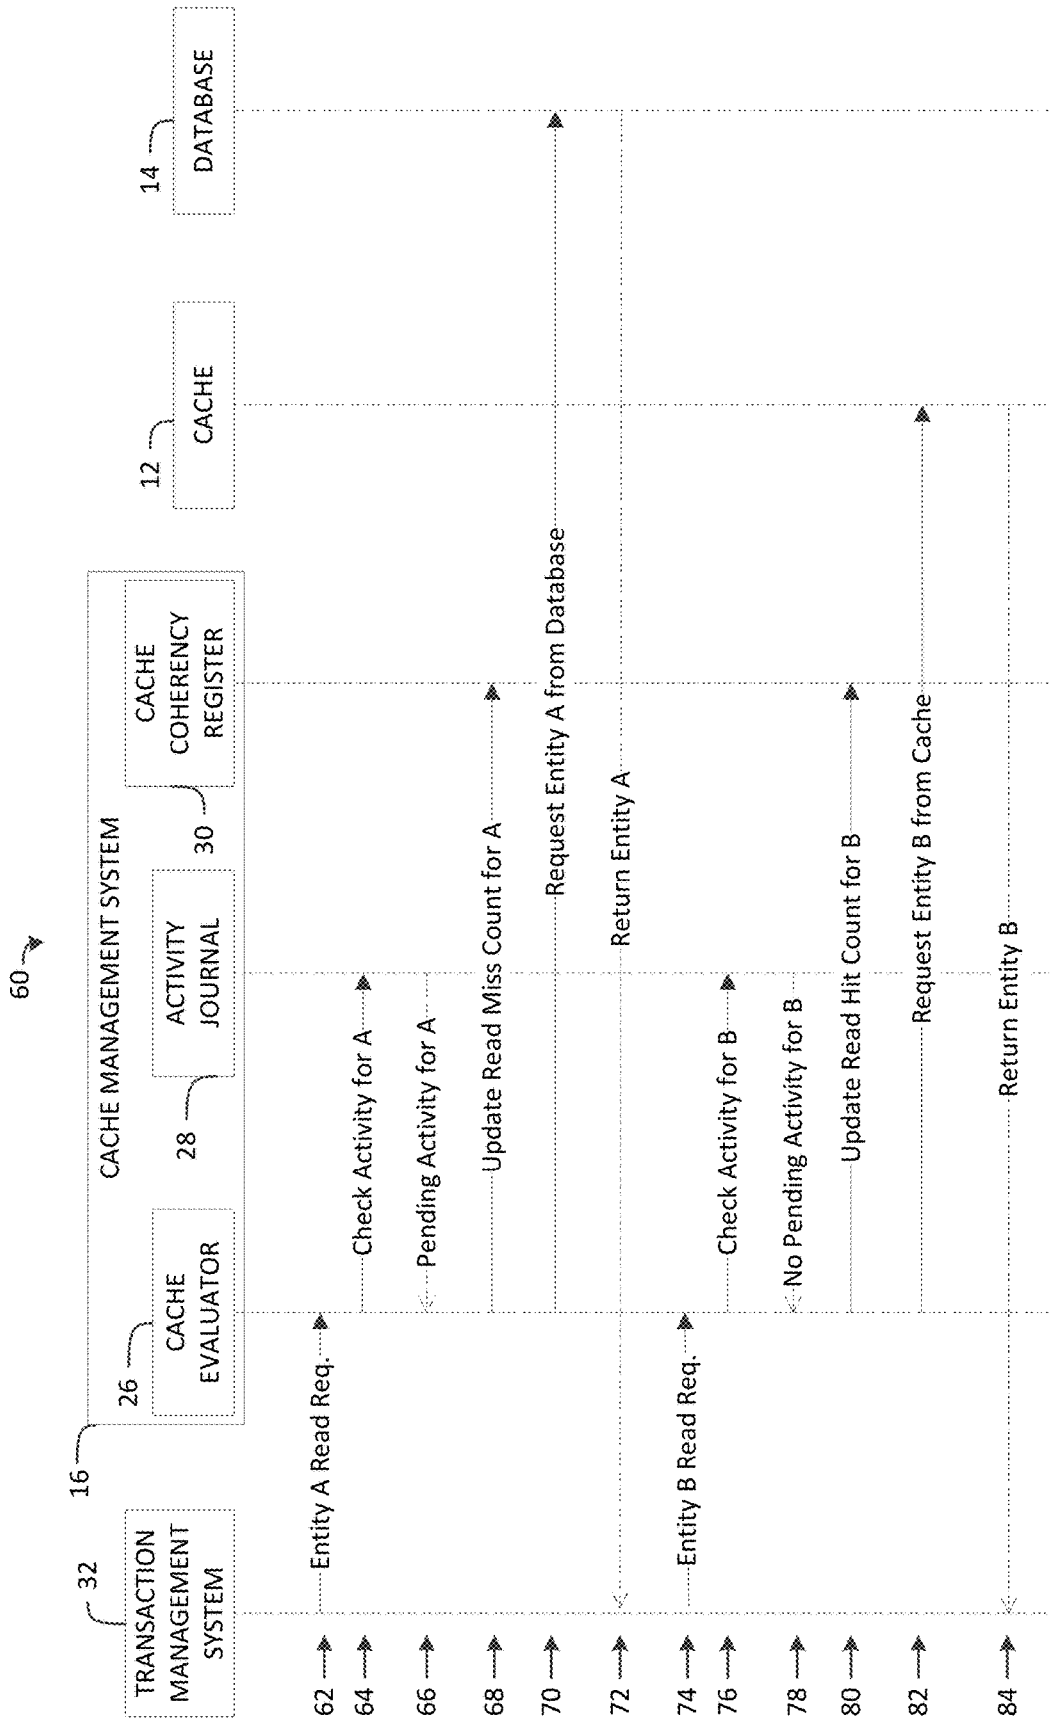 60
32
TRANSACTION
MANAGEMENT
SYSTEM
16
CACHE MANAGEMENT SYSTEM
26
CACHE
EVALUATOR
28
ACTIVITY
JOURNAL
30
CACHE
COHERENCY
REGISTER
12
CACHE
14
DATABASE
62
Entity A Read Req.
64
Check Activity for A
66
Pending Activity for A
68
Update Read Miss Count for A
70
Request Entity A from Database
72
Return Entity A
74
Entity B Read Req.
76
Check Activity for B
78
No Pending Activity for B
80
Update Read Hit Count for B
82
Request Entity B from Cache
84
Return Entity B